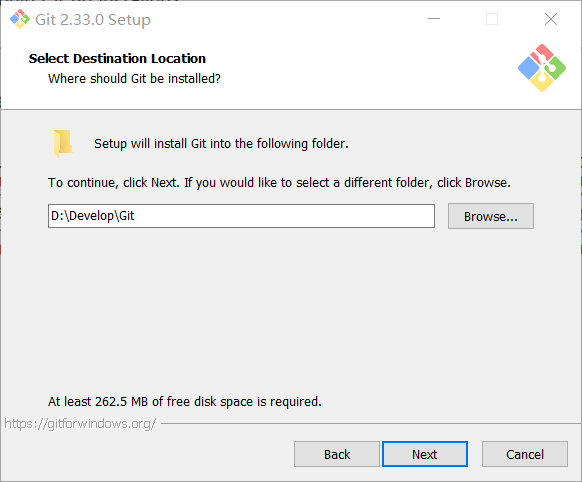 Git 2.33.0 Setup
Select Destination Location
Where should Git be installed?
Setup will install Git into the following folder.
To continue, click Next. If you would like to select a different folder, click Browse.
D:\Develop\Git
Browse...
At least 262.5 MB of free disk space is required.
https://gitforwindows.org/
Back
Next
Cancel